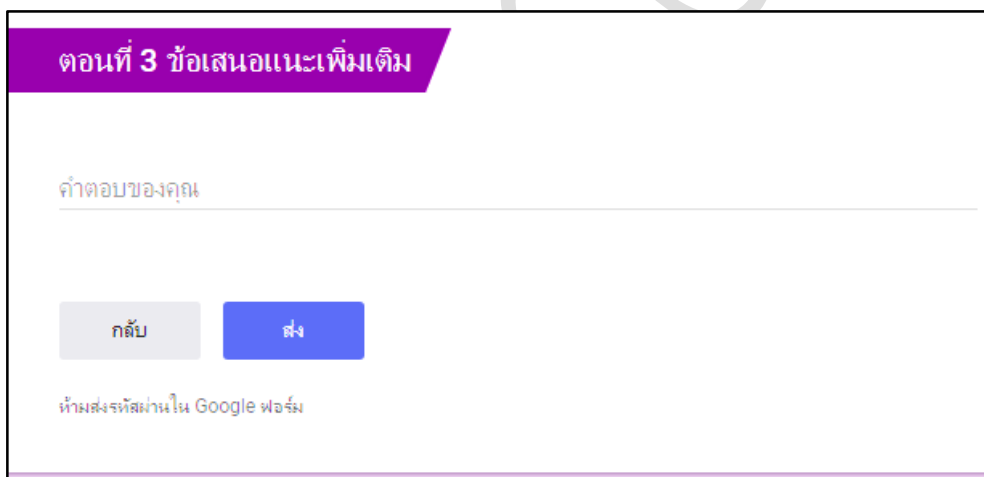 ตอนที่ 3 ข้อเสนอแนะเพิ่มเติม
คำตอบของคุณ
กลับ
ส่ง
ห้ามส่งรหัสผ่านใน Google ฟอร์ม